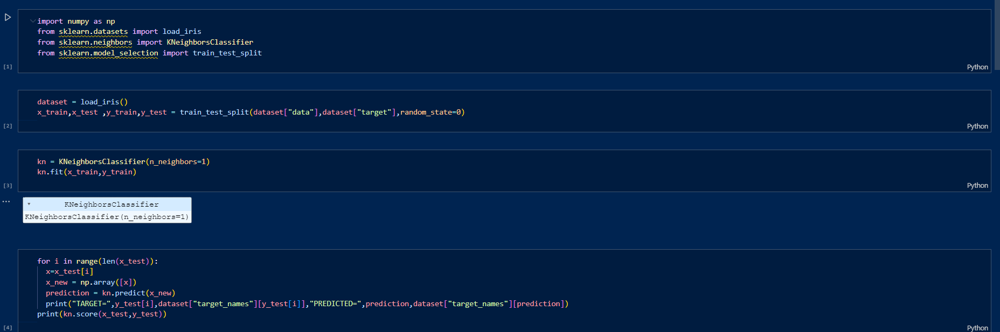 import numpy as np
from sklearn.datasets import load_iris
from sklearn.neighbors import KNeighborsClassifier
from sklearn.model_selection import train_test_split
[1]
Python
dataset = load_iris()
x_train,x_test ,y_train,y_test = train_test_split(dataset["data"],dataset["target"],random_state=0)
[2]
Python
kn = KNeighborsClassifier(n_neighbors=1)
kn.fit(x_train,y_train)
[3]
Python
KNeighborsClassifier
KNeighborsClassifier(n_neighbors=1)
for i in range(len(x_test)):
  x=x_test[i]
  x_new = np.array([x])
  prediction = kn.predict(x_new)
  print("TARGET=",y_test[i],dataset["target_names"][y_test[i]],"PREDICTED=",prediction,dataset["target_names"][prediction])
print(kn.score(x_test,y_test))
[4]
Python